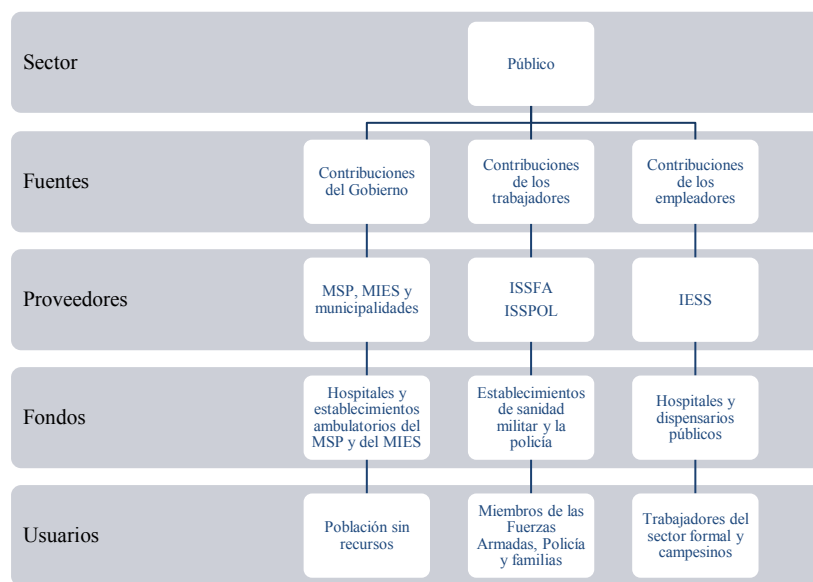 Sector
Público
Fuentes
Contribuciones
del Gobierno
Contribuciones
de los
trabajadores
Contribuciones
de los
empleadores
Proveedores
MSP, MIES y
municipalidades
ISSFA
ISSPOL
IESS
Fondos
Hospitales y
establecimientos
ambulatorios del
MSP y del MIES
Establecimientos
de sanidad
militar y la
policía
Hospitales y
dispensarios
públicos
Usuarios
Población sin
recursos
Miembros de las
Fuerzas
Armadas, Policía
y familias
Trabajadores del
sector formal y
campesinos